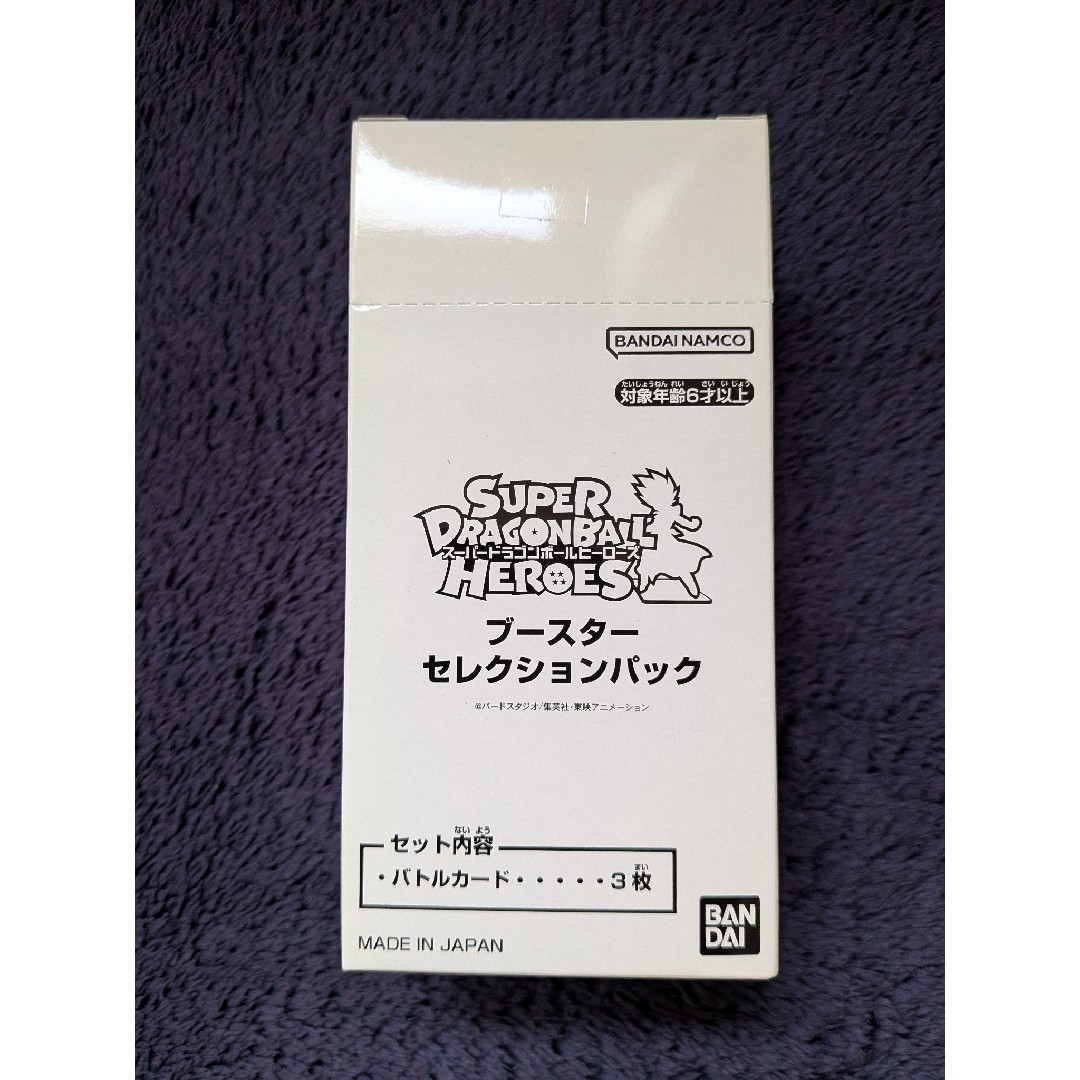 BANDAI NAMCO
たいしょうねんれい さいいじょう
対象年齢6才以上
SUPER
DRAGONBALL
スーパードラゴンボールヒーローズ
HEROES
ブースター
セレクションパック
©バードスタジオ/集英社・東映アニメーション
ないよう
セット内容
まい
・バトルカード・・・・・3枚
BAN
DAI
MADE IN JAPAN